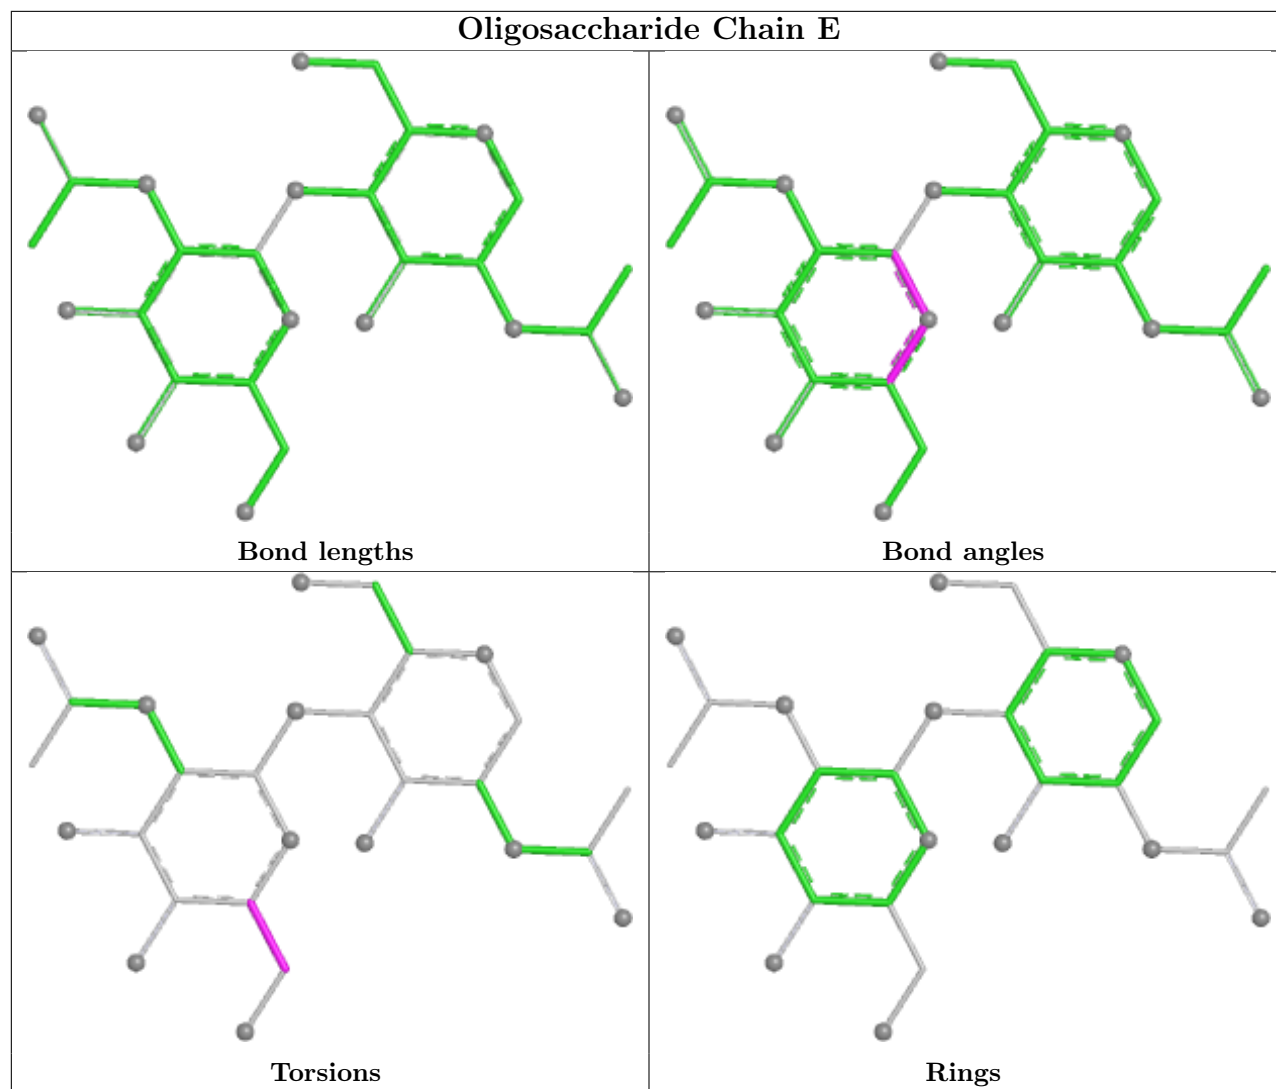 Oligosaccharide Chain E
Bond lengths
Bond angles
Torsions
Rings